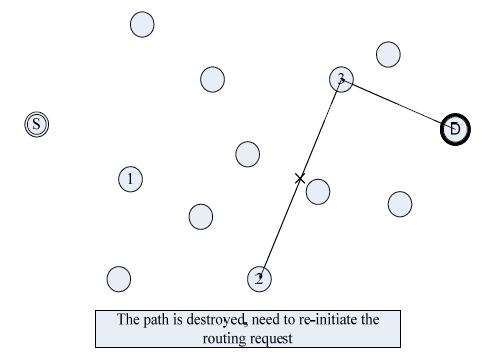 3
S
D
1
2
The path is destroyed, need to re-initiate the
routing request